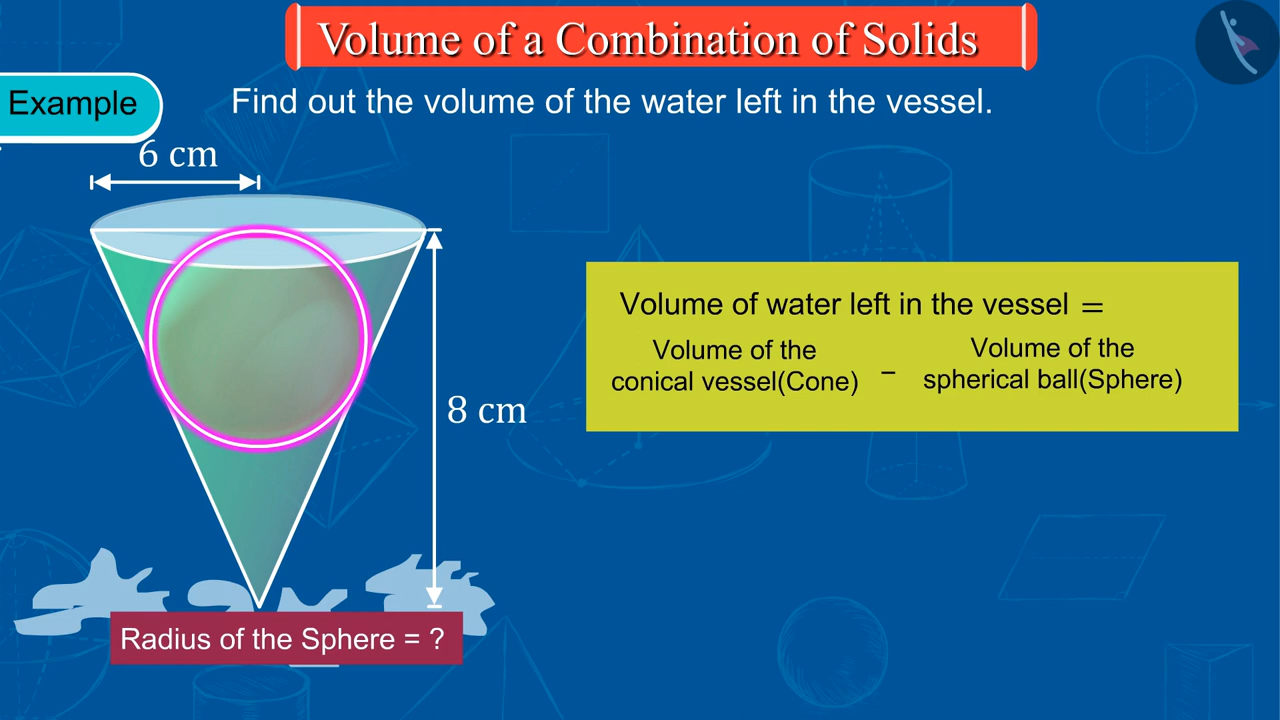 Volume of a Combination of Solids
Example
Find out the volume of the water left in the vessel.
6 cm
8 cm
Volume of water left in the vessel =
Volume of the
conical vessel(Cone)
−
Volume of the
spherical ball(Sphere)
Radius of the Sphere = ?